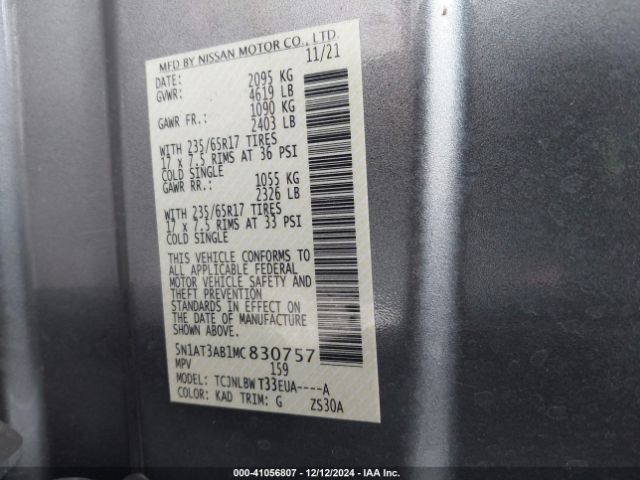 MFD BY NISSAN MOTOR CO., LTD.
DATE: 11/21
GVWR: 2095 KG
4619 LB
GAWR FR.: 1090 KG
2403 LB
WITH 235/65R17 TIRES
17 x 7.5 RIMS AT 36 PSI
COLD SINGLE
GAWR RR.: 1055 KG
2326 LB
WITH 235/65R17 TIRES
17 x 7.5 RIMS AT 33 PSI
COLD SINGLE
THIS VEHICLE CONFORMS TO
ALL APPLICABLE FEDERAL
MOTOR VEHICLE SAFETY AND
THEFT PREVENTION
STANDARDS IN EFFECT ON
THE DATE OF MANUFACTURE
SHOWN ABOVE.
5N1AT3AB1MC 830757
MPV 159
MODEL: TCJNLBW T33EUA----A
COLOR: KAD TRIM: G ZS30A
000-41056807 - 12/12/2024 - IAA Inc.